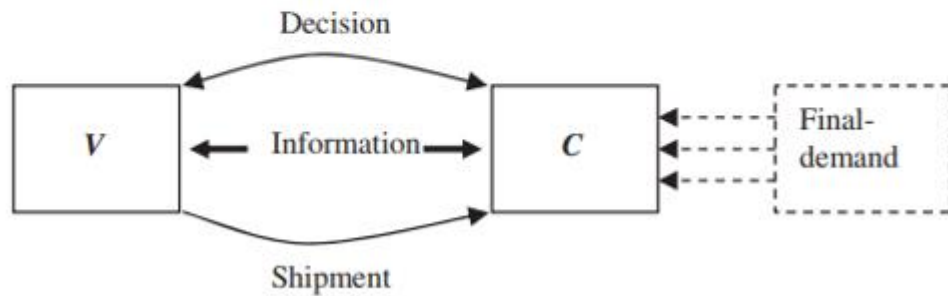 Decision
V
Information
C
Final-
demand
Shipment